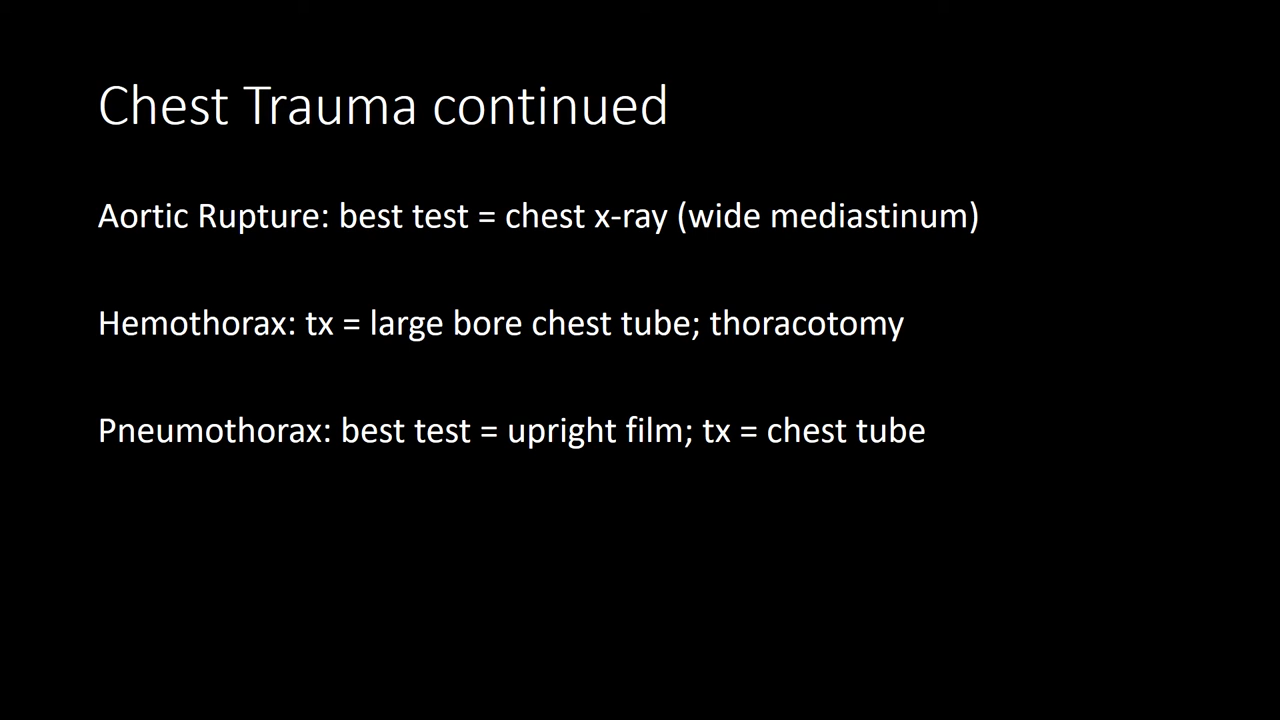 Chest Trauma continued
Aortic Rupture: best test = chest x-ray (wide mediastinum)
Hemothorax: tx = large bore chest tube; thoracotomy
Pneumothorax: best test = upright film; tx = chest tube